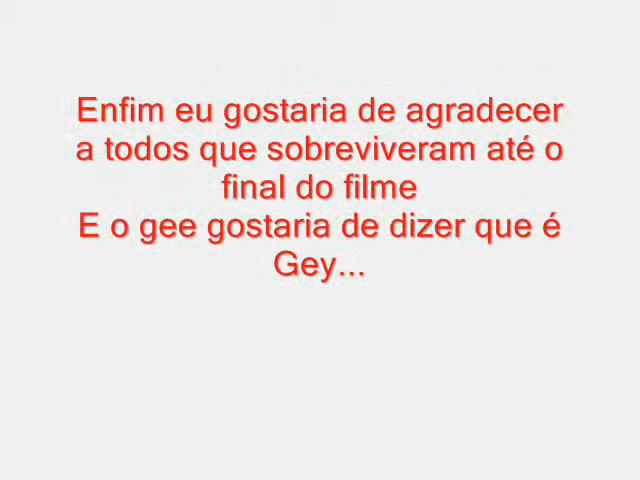 Enfim eu gostaria de agradecer
a todos que sobreviveram até o
final do filme
E o gee gostaria de dizer que é
Gey...